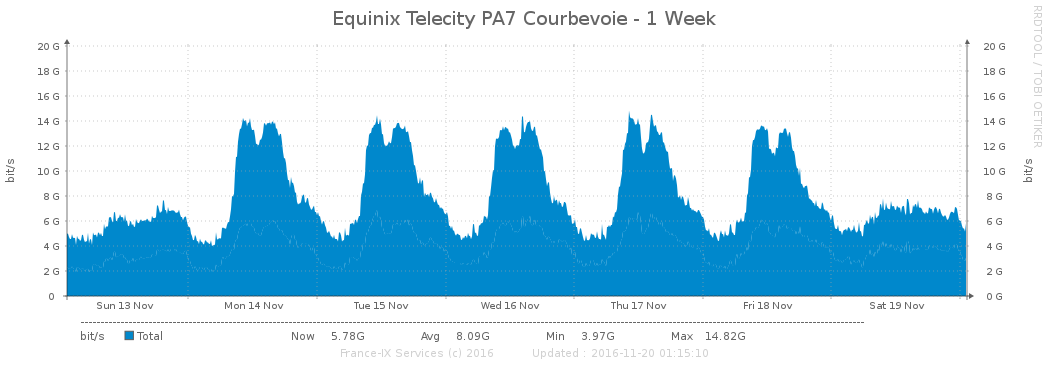 Equinix Telecity PA7 Courbevoie - 1 Week
RRDTOOL / TOBI OETIKER
bit/s
20 G 20 G
18 G 18 G
16 G 16 G
14 G 14 G
12 G 12 G
10 G 10 G
8 G 8 G
6 G 6 G
4 G 4 G
2 G 2 G
0 0 G
bit/s
Sun 13 Nov Mon 14 Nov Tue 15 Nov Wed 16 Nov Thu 17 Nov Fri 18 Nov Sat 19 Nov
bit/s Total Now 5.78G Avg 8.09G Min 3.97G Max 14.82G
France-IX Services (c) 2016 Updated : 2016-11-20 01:15:10